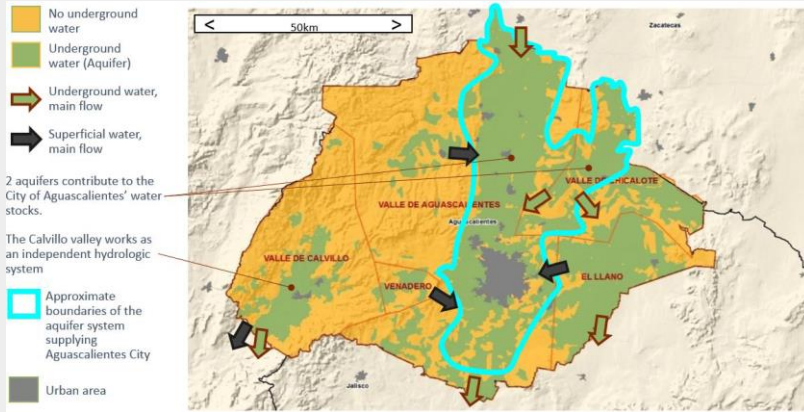 No underground
water
Underground
water (Aquifer)
Underground water,
main flow
Superficial water,
main flow
2 aquifers contribute to the
City of Aguascalientes' water
stocks.
The Calvillo valley works as
an independent hydrologic
system
Approximate
boundaries of the
aquifer system
supplying
Aguascalientes City
Urban area
< 50km >
Zacatecas
VALLE DE CHICALOTE
VALLE DE AGUASCALIENTES
Aguascalientes
VALLE DE CALVILLO
VENADERO
EL LLANO
Jalisco